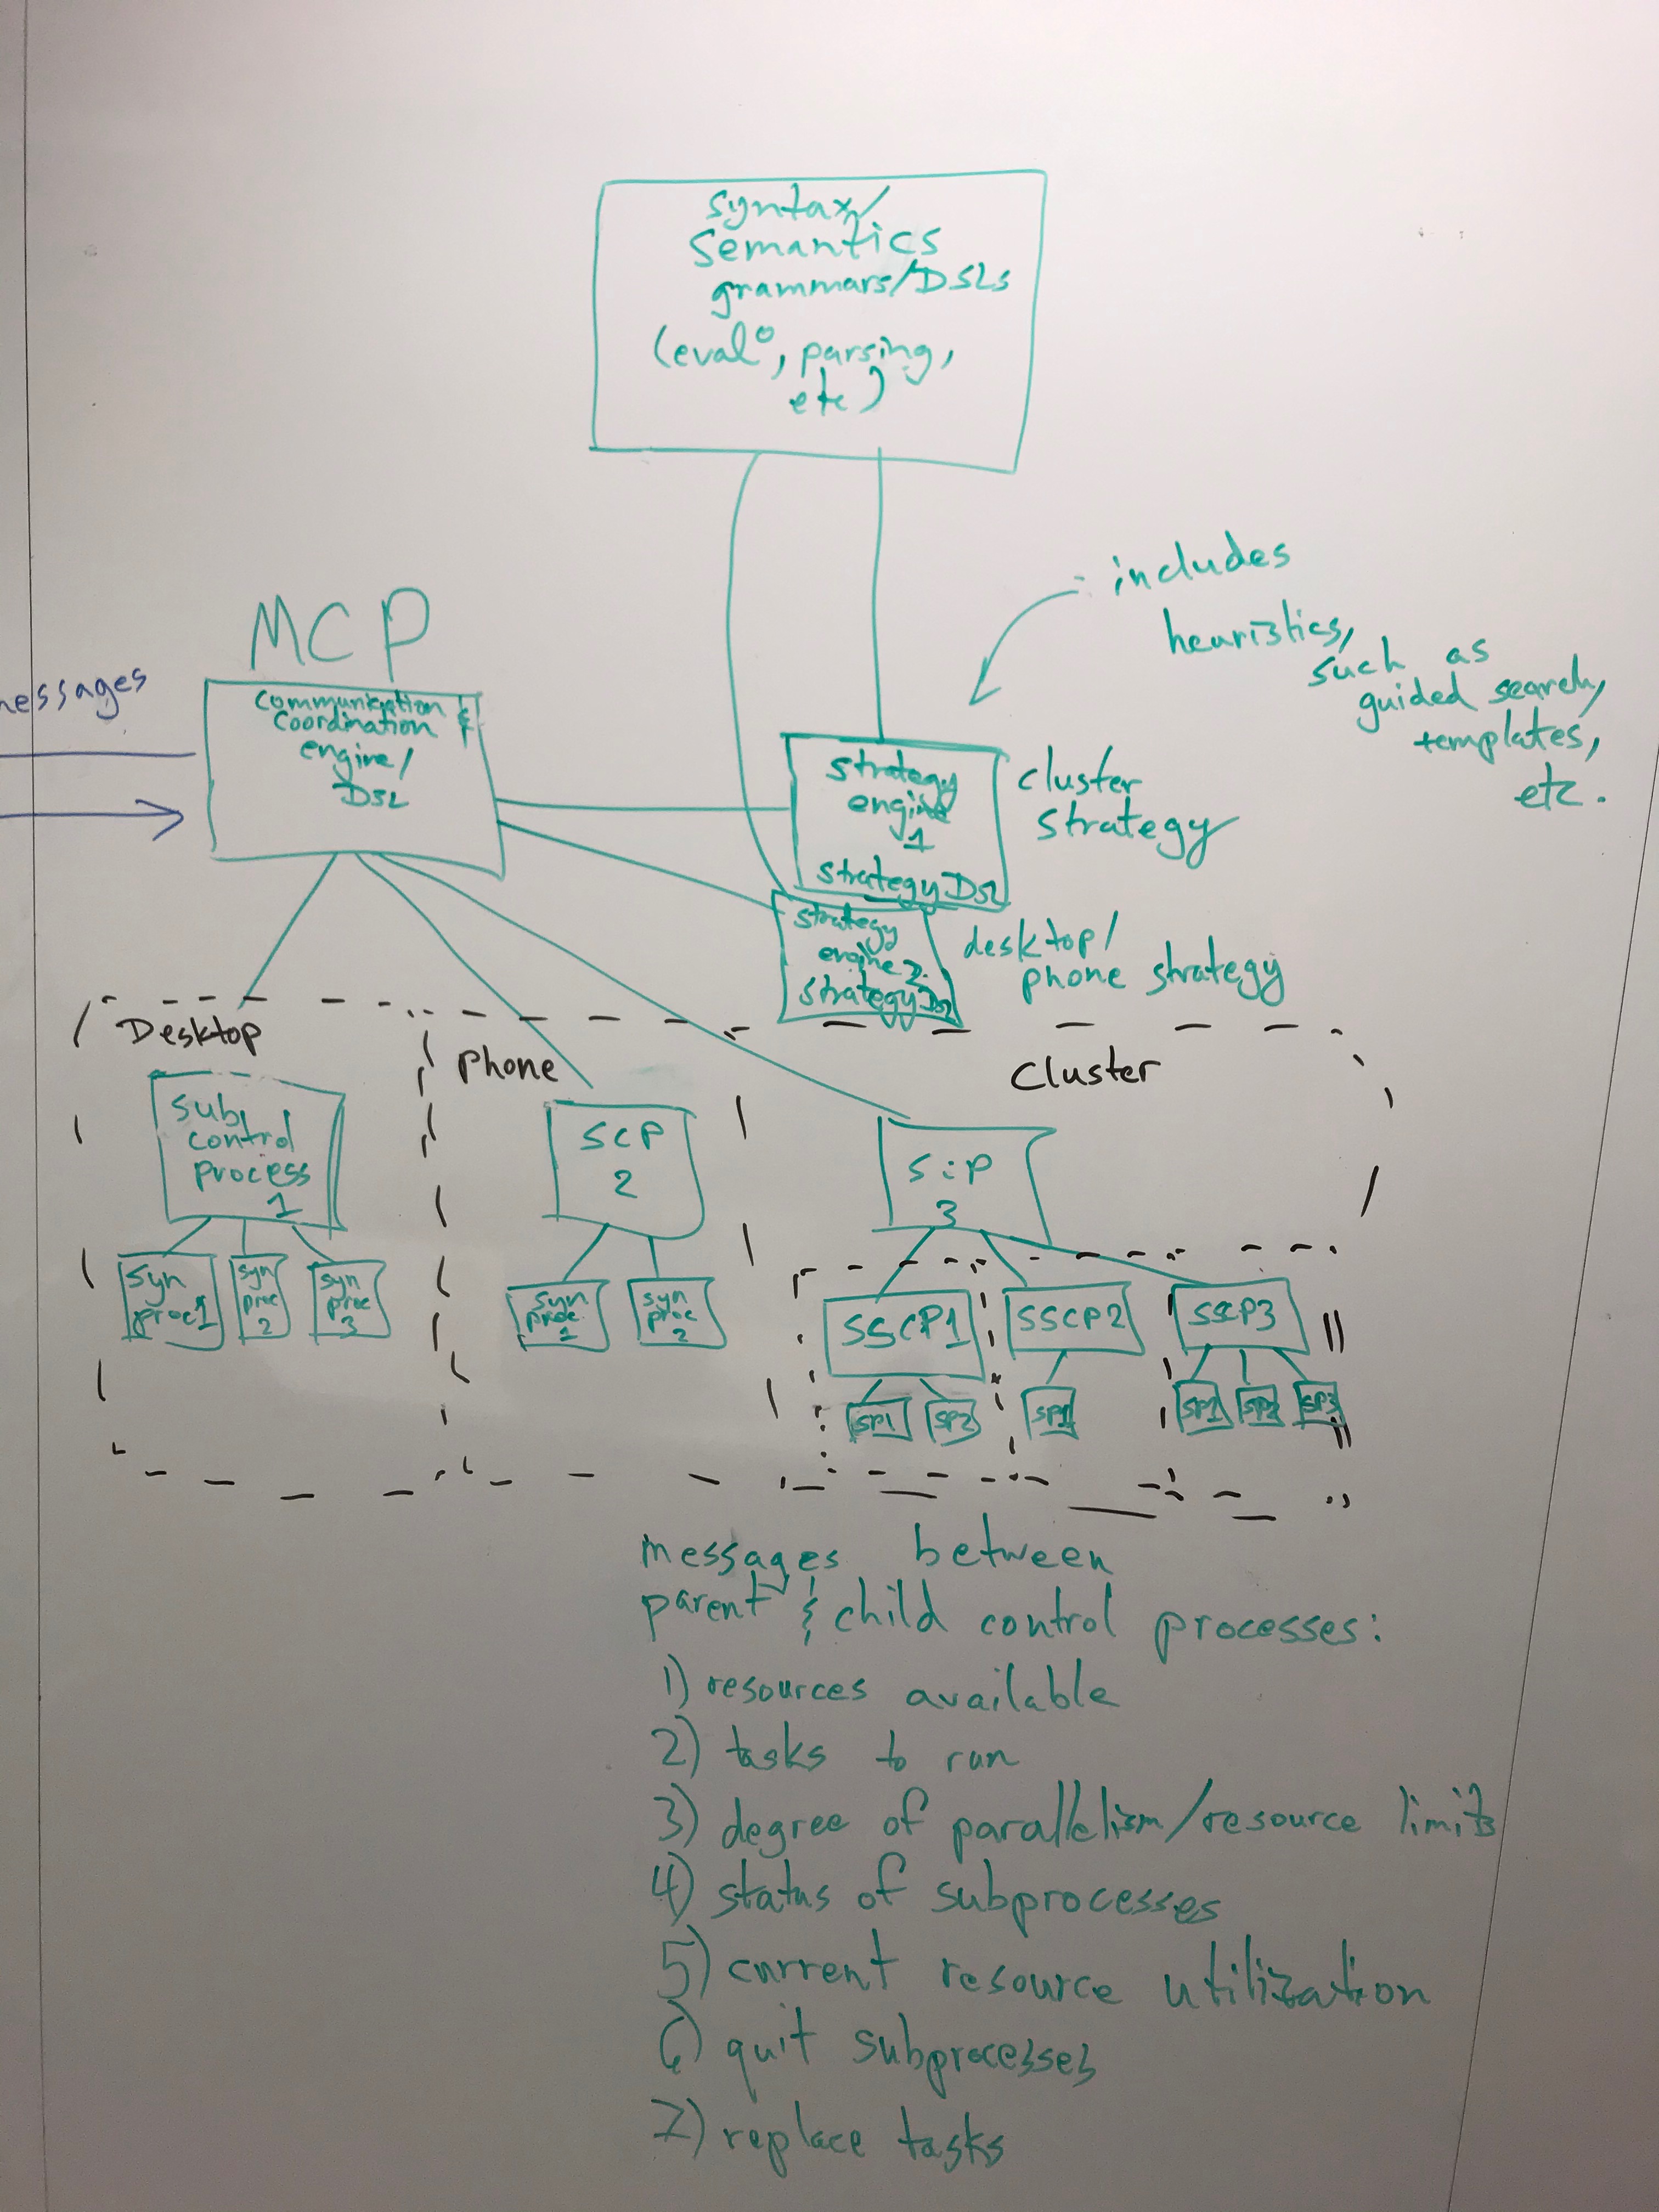 syntax/
semantics
grammars/DSLs
(evalo, parsing,
etc)
includes
heuristics,
such as
guided search,
templates,
etc.
MCP
messages
communication &
coordination
engine/
DSL
strategy
engine
1
strategy DSL
cluster
strategy
strategy
engine 2
strategy DSL
desktop/
phone strategy
Desktop
phone
cluster
sub
control
process
1
SCP
2
SCP
3
syn
proc 1
syn
proc
2
syn
proc
3
syn
proc
1
syn
proc
2
SSCP1
SSCP2
SSCP3
SP1
SP2
SP1
SP1
SP2
SP3
messages between
parent & child control processes:
1) resources available
2) tasks to run
3) degree of parallelism/resource limits
4) status of subprocesses
5) current resource utilization
6) quit subprocesses
7) replace tasks